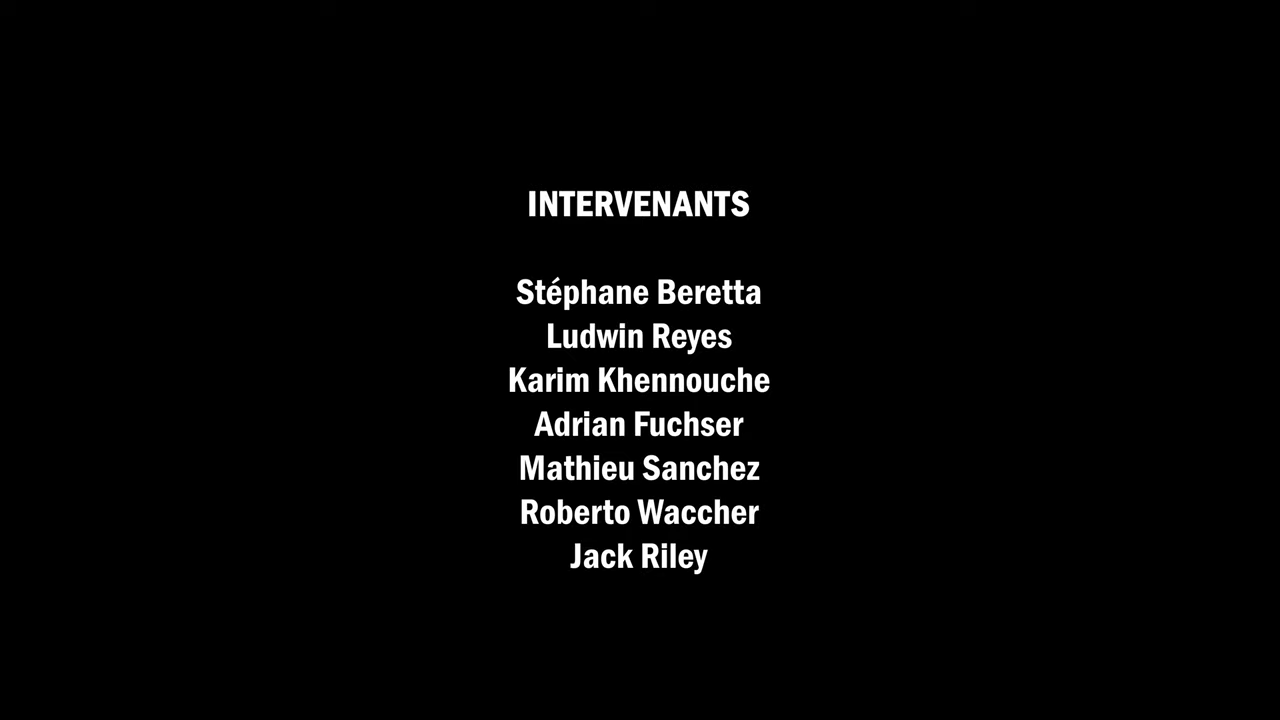 INTERVENANTS
Stéphane Beretta
Ludwin Reyes
Karim Khennouche
Adrian Fuchser
Mathieu Sanchez
Roberto Waccher
Jack Riley